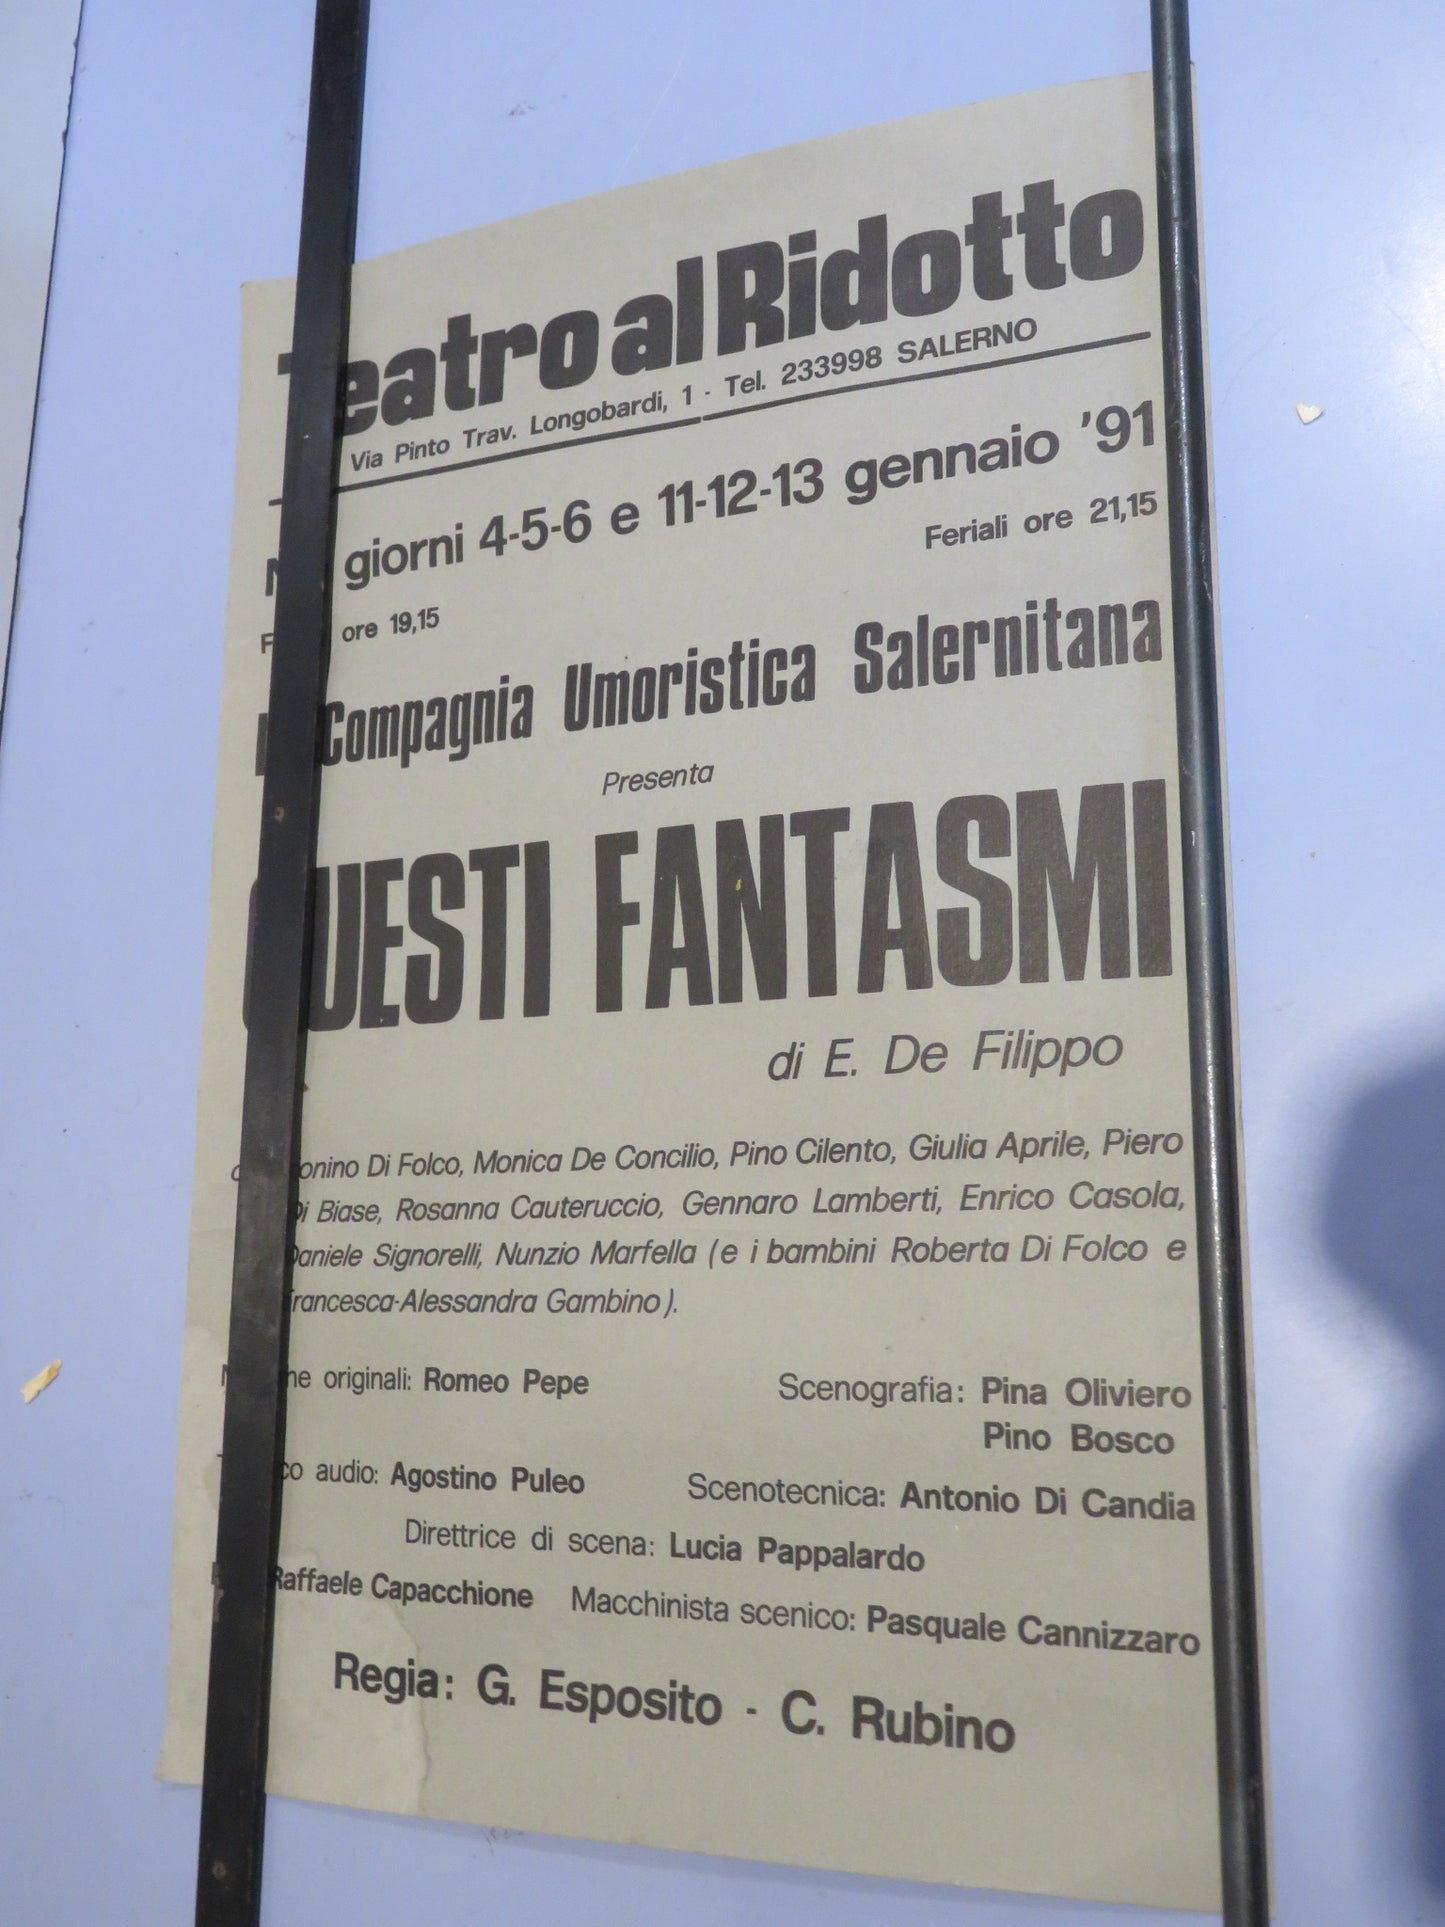 Teatro al Ridotto
Via Pinto Trav. Longobardi, 1 - Tel. 233998 SALERNO
giorni 4-5-6 e 11-12-13 gennaio '91
Feriali ore 21,15
ore 19,15
Compagnia Umoristica Salernitana
Presenta
QUESTI FANTASMI
di E. De Filippo
onino Di Folco, Monica De Concilio, Pino Cilento, Giulia Aprile, Piero
Di Biase, Rosanna Cauteruccio, Gennaro Lamberti, Enrico Casola,
Daniele Signorelli, Nunzio Marfella (e i bambini Roberta Di Folco e
Francesca-Alessandra Gambino).
originali: Romeo Pepe
Scenografia: Pina Oliviero
Pino Bosco
audio: Agostino Puleo
Scenotecnica: Antonio Di Candia
Direttrice di scena: Lucia Pappalardo
Raffaele Capacchione Macchinista scenico: Pasquale Cannizzaro
Regia: G. Esposito - C. Rubino